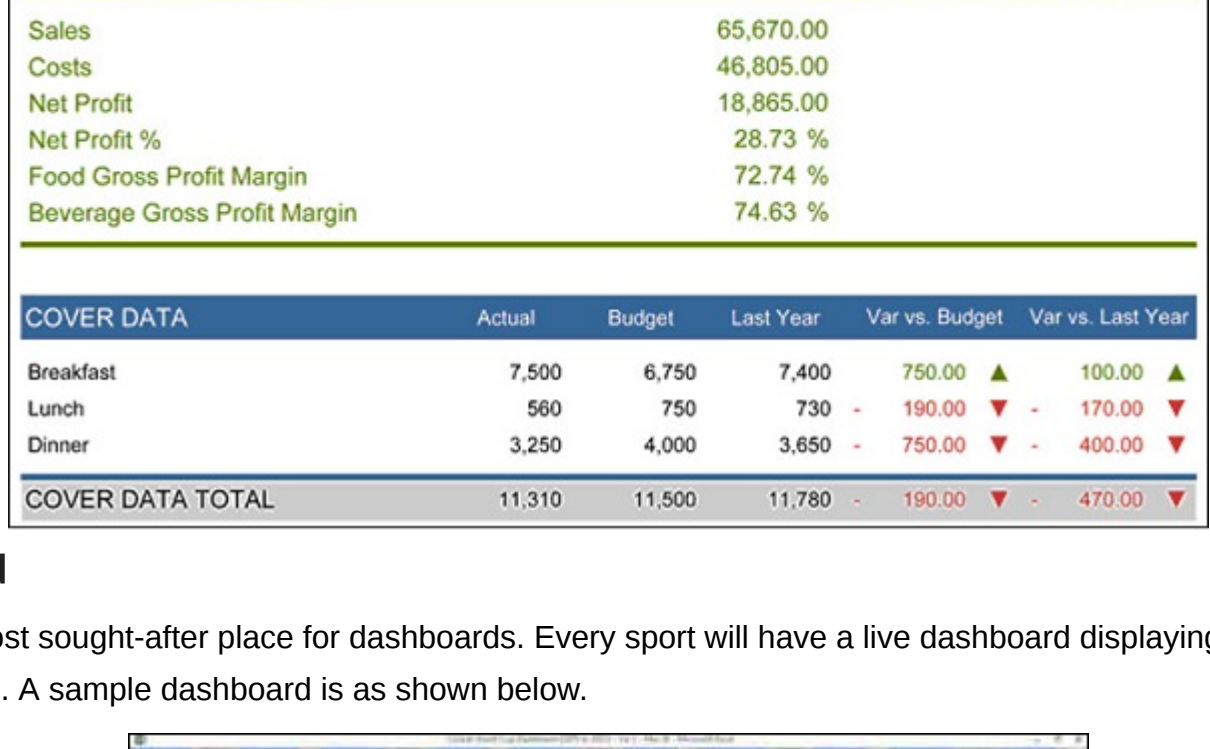 Sales 65,670.00
Costs 46,805.00
Net Profit 18,865.00
Net Profit % 28.73 %
Food Gross Profit Margin 72.74 %
Beverage Gross Profit Margin 74.63 %
COVER DATA Actual Budget Last Year Var vs. Budget Var vs. Last Year
Breakfast 7,500 6,750 7,400 750.00 ▲ 100.00 ▲
Lunch 560 750 730 - 190.00 ▼ - 170.00 ▼
Dinner 3,250 4,000 3,650 - 750.00 ▼ - 400.00 ▼
COVER DATA TOTAL 11,310 11,500 11,780 - 190.00 ▼ - 470.00 ▼
sought-after place for dashboards. Every sport will have a live dashboard displaying
. A sample dashboard is as shown below.